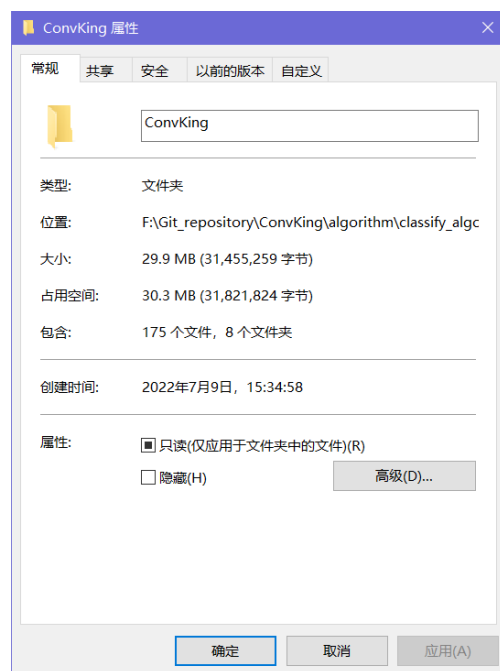 ConvKing 属性
常规 共享 安全 以前的版本 自定义
ConvKing
类型: 文件夹
位置: F:\Git_repository\ConvKing\algorithm\classify_algc
大小: 29.9 MB (31,455,259 字节)
占用空间: 30.3 MB (31,821,824 字节)
包含: 175 个文件，8 个文件夹
创建时间: 2022年7月9日，15:34:58
属性: 只读(仅应用于文件夹中的文件)(R)
隐藏(H) 高级(D)...
确定 取消 应用(A)